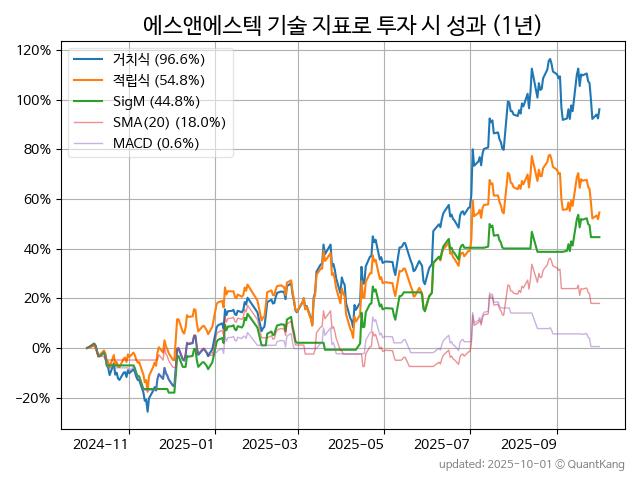 에스앤에스텍 기술 지표로 투자 시 성과 (1년)
거치식 (96.6%)
적립식 (54.8%)
SigM (44.8%)
SMA(20) (18.0%)
MACD (0.6%)
120%
100%
80%
60%
40%
20%
0%
−20%
2024-11
2025-01
2025-03
2025-05
2025-07
2025-09
updated: 2025-10-01 © QuantKang